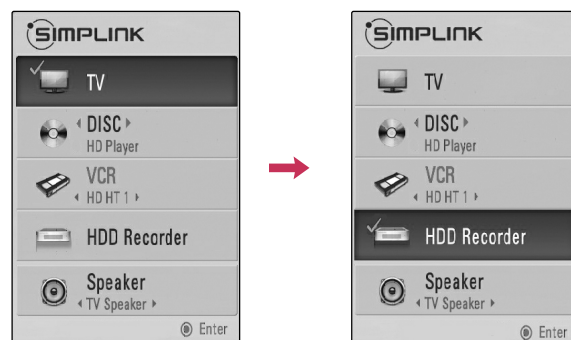 SIMPLINK
TV
DISC
HD Player
VCR
HD HT 1
HDD Recorder
Speaker
TV Speaker
Enter
SIMPLINK
TV
DISC
HD Player
VCR
HD HT 1
HDD Recorder
Speaker
TV Speaker
Enter